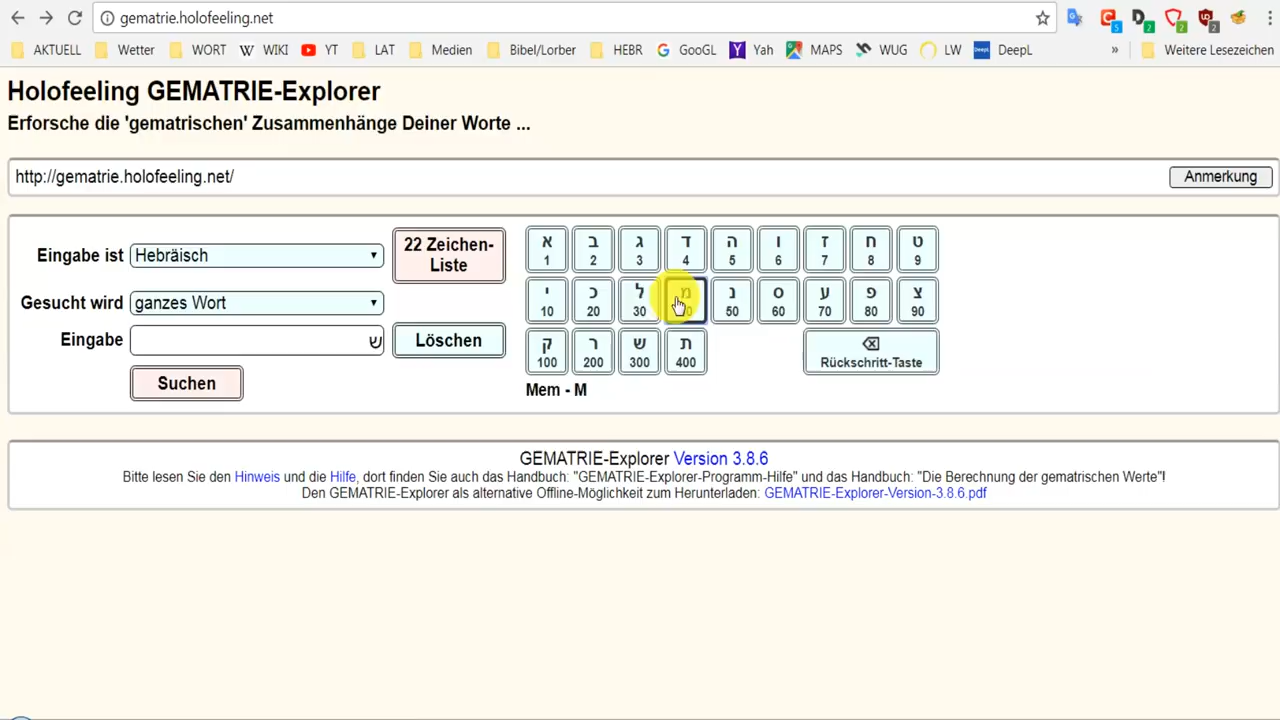 gematrie.holofeeling.net
AKTUELL Wetter WORT WIKI YT LAT Medien Bibel/Lorber HEBR GooGL Yah MAPS WUG LW DeepL » Weitere Lesezeichen
Holofeeling GEMATRIE-Explorer
Erforsche die 'gematrischen' Zusammenhänge Deiner Worte ...
http://gematrie.holofeeling.net/ Anmerkung
Eingabe ist Hebräisch
Gesucht wird ganzes Wort
Eingabe ש
22 Zeichen-
Liste
Löschen
Suchen
א ב ג ד ה ו ז ח ט
1 2 3 4 5 6 7 8 9
י כ ל מ נ ס ע פ צ
10 20 30 40 50 60 70 80 90
ק ר ש ת
100 200 300 400 Rückschritt-Taste
Mem - M
GEMATRIE-Explorer Version 3.8.6
Bitte lesen Sie den Hinweis und die Hilfe, dort finden Sie auch das Handbuch: "GEMATRIE-Explorer-Programm-Hilfe" und das Handbuch: "Die Berechnung der gematrischen Werte"!
Den GEMATRIE-Explorer als alternative Offline-Möglichkeit zum Herunterladen: GEMATRIE-Explorer-Version-3.8.6.pdf